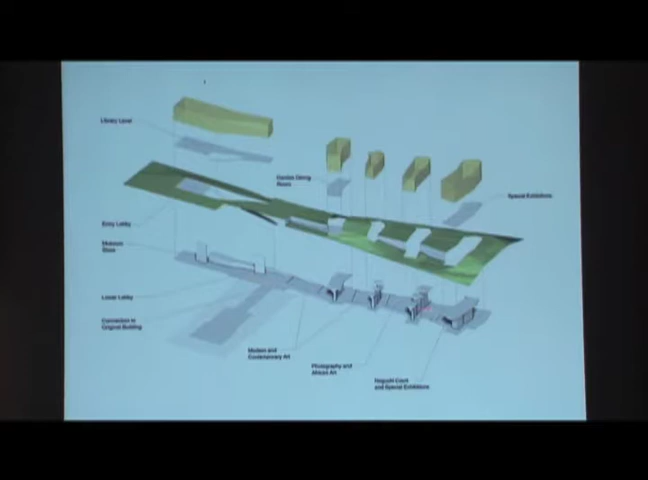 Library Level
Garden Dining
Room
Special Exhibitions
Entry Lobby
Museum
Store
Lower Lobby
Connection to
Original Building
Modern and
Contemporary Art
Photography and
African Art
Noguchi Court
and Special Exhibitions